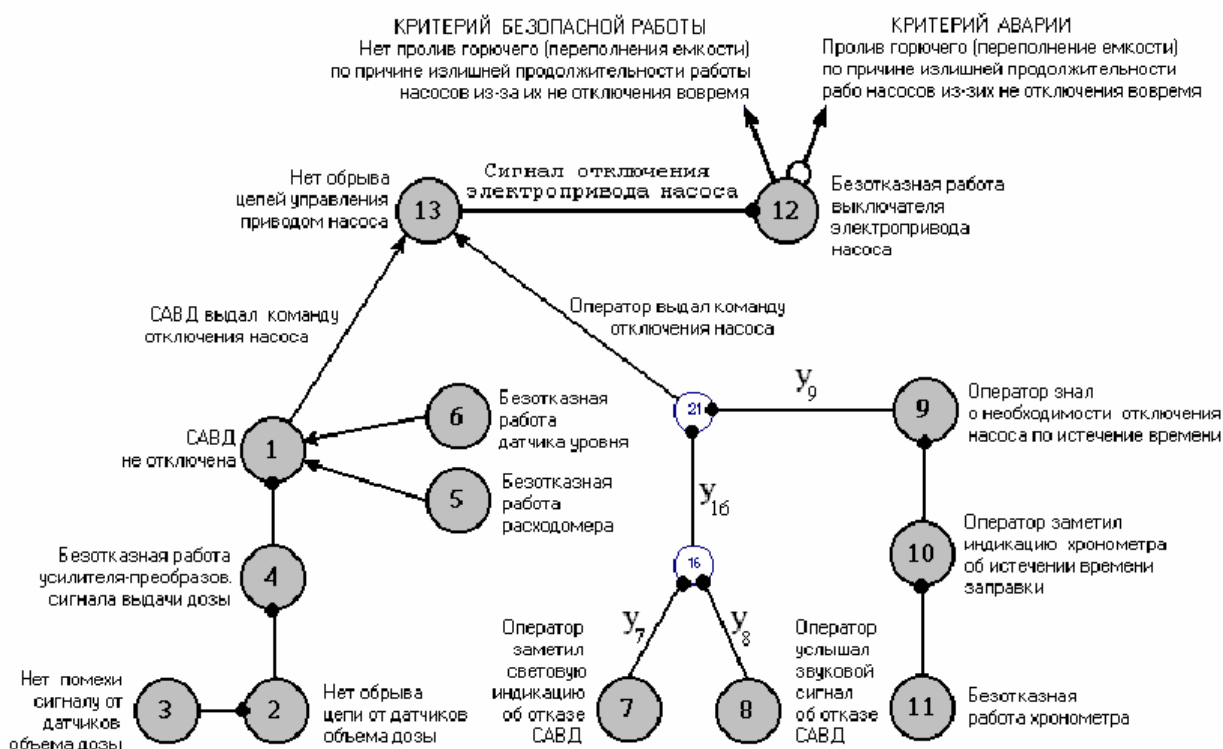 КРИТЕРИЙ БЕЗОПАСНОЙ РАБОТЫ
Нет пролив горючего (переполнения емкости)
по причине излишней продолжительности работы
насосов из-за их не отключения вовремя
КРИТЕРИЙ АВАРИИ
Пролив горючего (переполнение емкости)
по причине излишней продолжительности
рабо насосов из-зих не отключения вовремя
Нет обрыва
цепей управления
приводом насоса
13
Сигнал отключения
электропривода насоса
12
Безотказная работа
выключателя
электропривода
насоса
САВД выдал команду
отключения насоса
Оператор выдал команду
отключения насоса
САВД
не отключена
1
6
Безотказная
работа
датчика уровня
5
Безотказная
работа
расходомера
21
y9
9
Оператор знал
о необходимости отключения
насоса по истечение времени
y16
Безотказная работа
усилителя-преобразов.
сигнала выдачи дозы
4
16
10
Оператор заметил
индикацию хронометра
об истечении времени
заправки
y7
y8
Нет помехи
сигналу от
датчиков
объема дозы
3
2
Нет обрыва
цепи от датчиков
объема дозы
Оператор
заметил
световую
индикацию
об отказе
САВД
7
8
Оператор
услышал
звуковой
сигнал
об отказе
САВД
11
Безотказная
работа хронометра